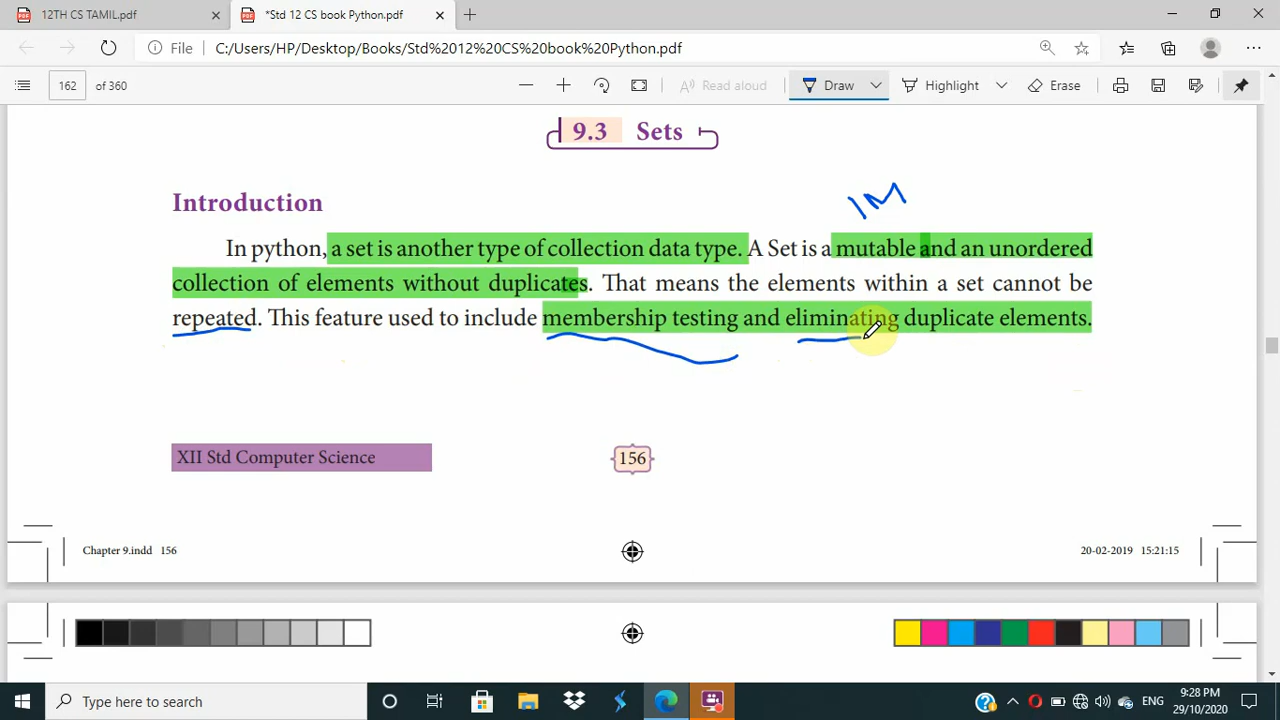 12TH CS TAMIL.pdf
*Std 12 CS book Python.pdf
File C:/Users/HP/Desktop/Books/Std%2012%20CS%20book%20Python.pdf
162 of 360
Read aloud Draw Highlight Erase
9.3 Sets
Introduction
IM
In python, a set is another type of collection data type. A Set is a mutable and an unordered
collection of elements without duplicates. That means the elements within a set cannot be
repeated. This feature used to include membership testing and eliminating duplicate elements.
XII Std Computer Science
156
Chapter 9.indd 156
20-02-2019 15:21:15
Type here to search
ENG
9:28 PM
29/10/2020